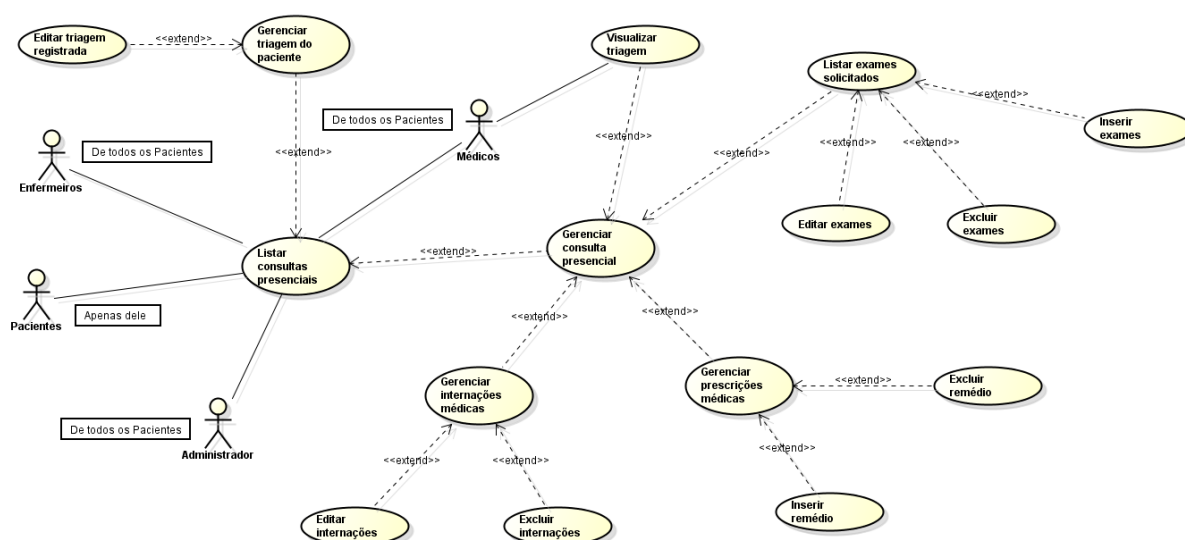 Editar triagem
registrada
<<extend>>
Gerenciar
triagem do
paciente
Visualizar
triagem
Listar exames
solicitados
<<extend>>
Inserir
exames
De todos os Pacientes
Médicos
<<extend>>
<<extend>>
<<extend>>
<<extend>>
<<extend>>
De todos os Pacientes
Enfermeiros
Editar exames
Excluir
exames
Listar
consultas
presenciais
<<extend>>
Gerenciar
consulta
presencial
Pacientes
Apenas dele
<<extend>>
<<extend>>
Gerenciar
internações
médicas
Gerenciar
prescrições
médicas
<<extend>>
Excluir
remédio
De todos os Pacientes
Administrador
<<extend>>
<<extend>>
<<extend>>
Editar
internações
Excluir
internações
Inserir
remédio